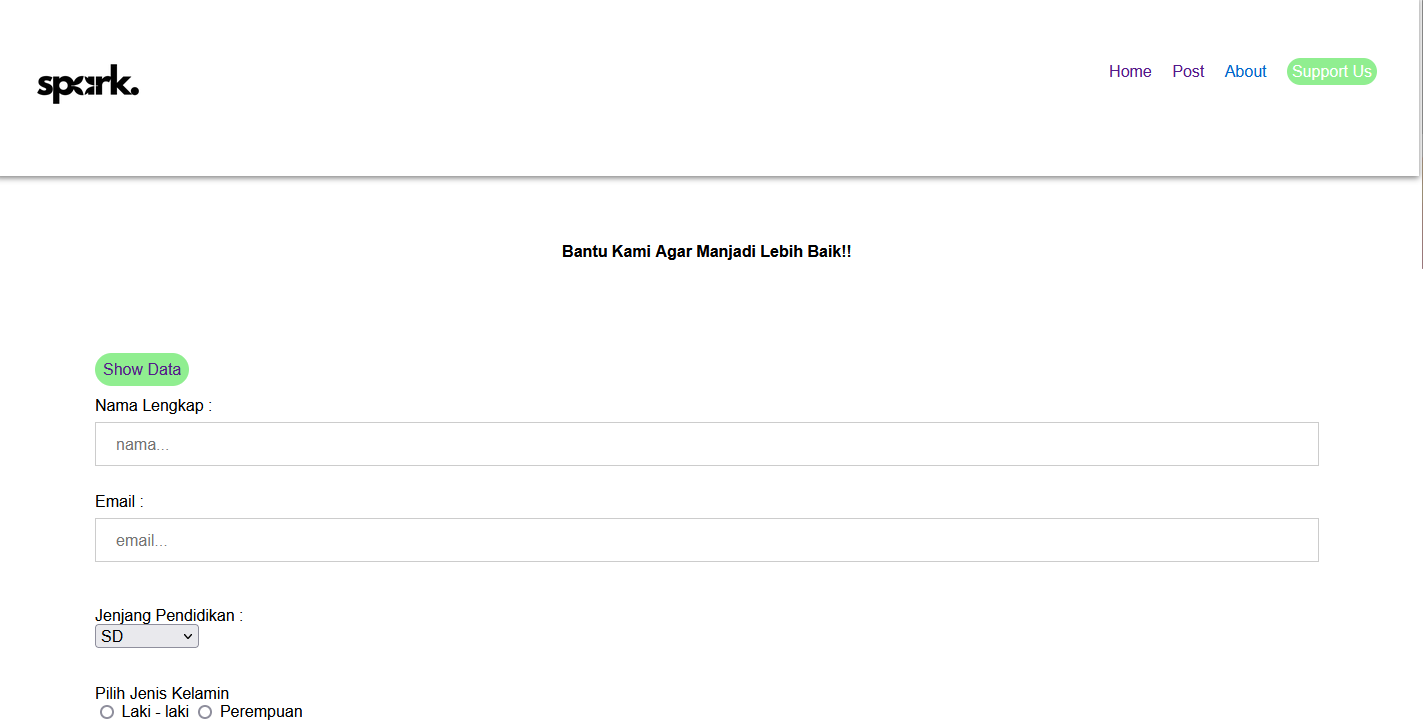 spark.
Home Post About Support Us
Bantu Kami Agar Manjadi Lebih Baik!!
Show Data
Nama Lengkap :
nama...
Email :
email...
Jenjang Pendidikan :
SD
Pilih Jenis Kelamin
Laki - laki Perempuan